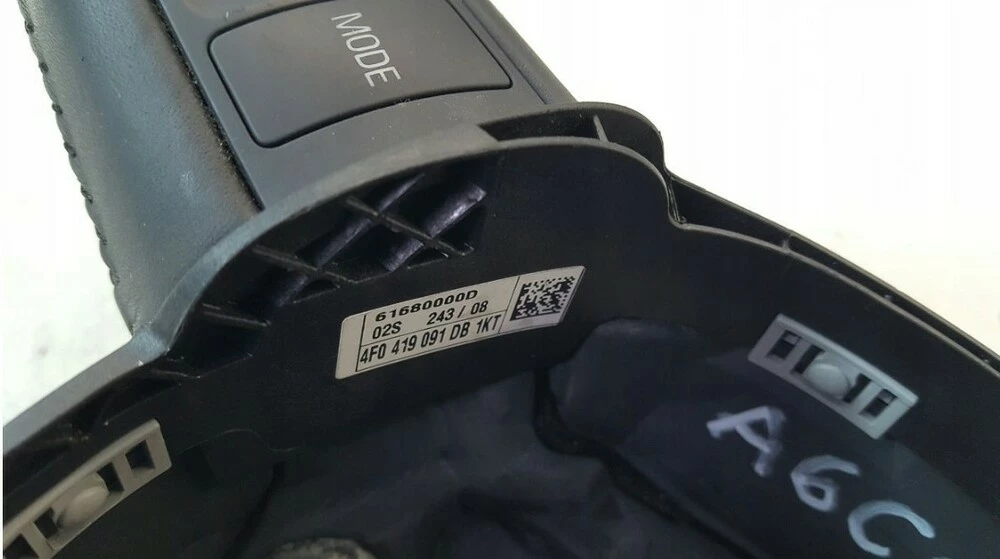 MODE
61680000D
02S 243/08
4F0 419 091 DB 1KT
A6C